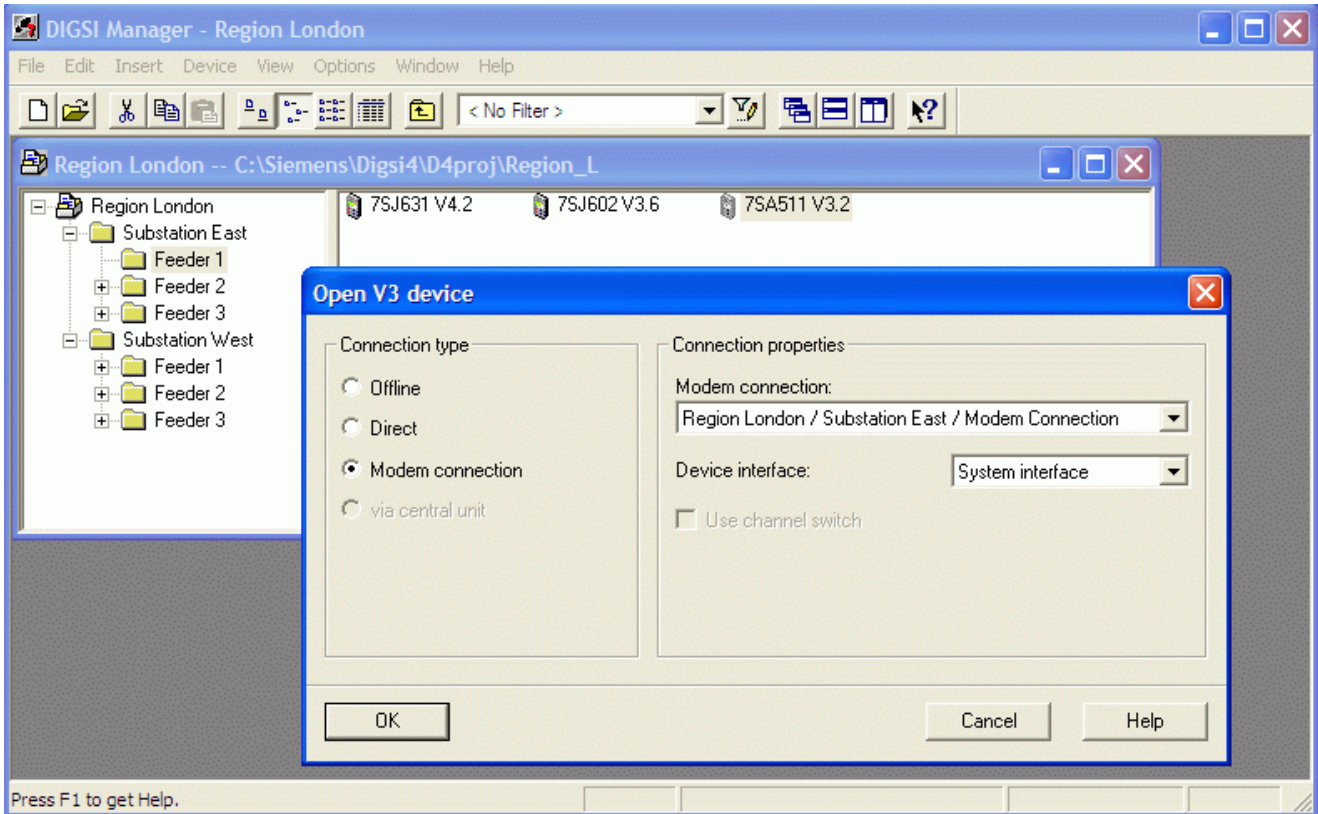 DIGSI Manager - Region London
File Edit Insert Device View Options Window Help
< No Filter >
Region London -- C:\Siemens\Digsi4\D4proj\Region_L
Region London
Substation East
Feeder 1
Feeder 2
Feeder 3
Substation West
Feeder 1
Feeder 2
Feeder 3
7SJ631 V4.2 7SJ602 V3.6 7SA511 V3.2
Open V3 device
Connection type
Offline
Direct
Modem connection
via central unit
Connection properties
Modem connection:
Region London / Substation East / Modem Connection
Device interface: System interface
Use channel switch
OK Cancel Help
Press F1 to get Help.